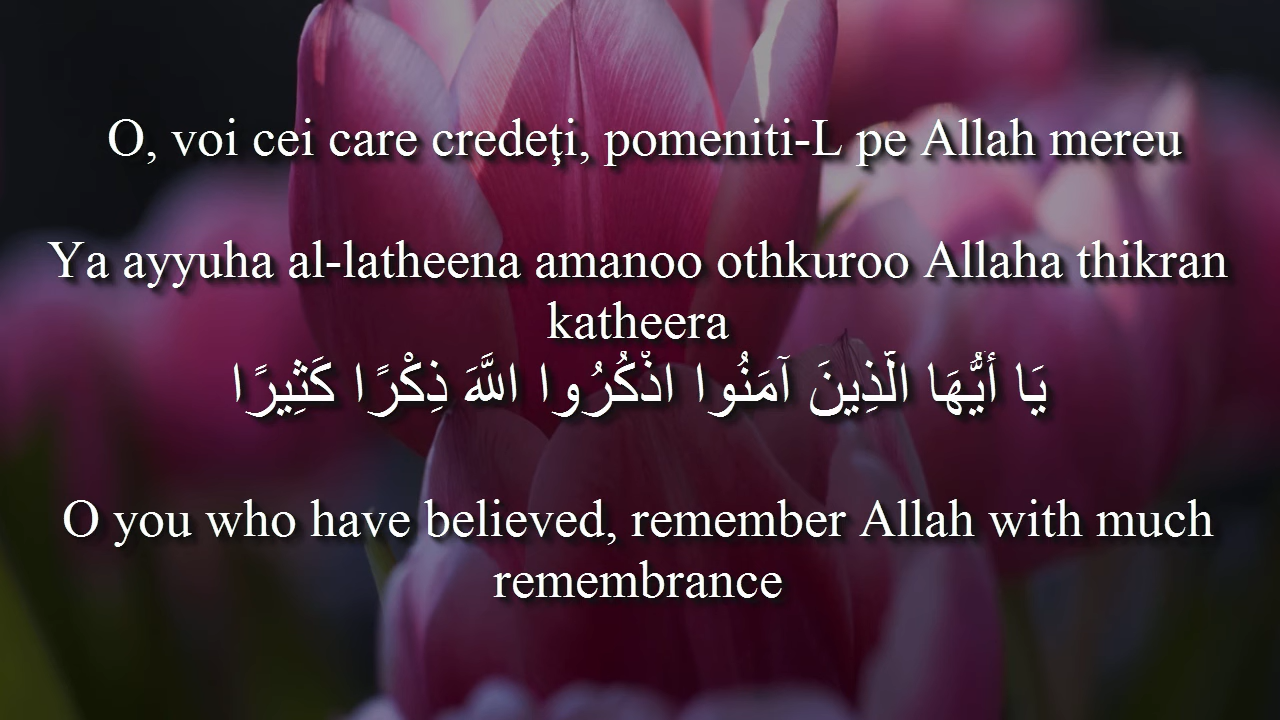 O, voi cei care credeţi, pomeniti-L pe Allah mereu
Ya ayyuha al-latheena amanoo othkuroo Allaha thikran
katheera
يَا أَيُّهَا الَّذِينَ آمَنُوا اذْكُرُوا اللَّهَ ذِكْرًا كَثِيرًا
O you who have believed, remember Allah with much
remembrance